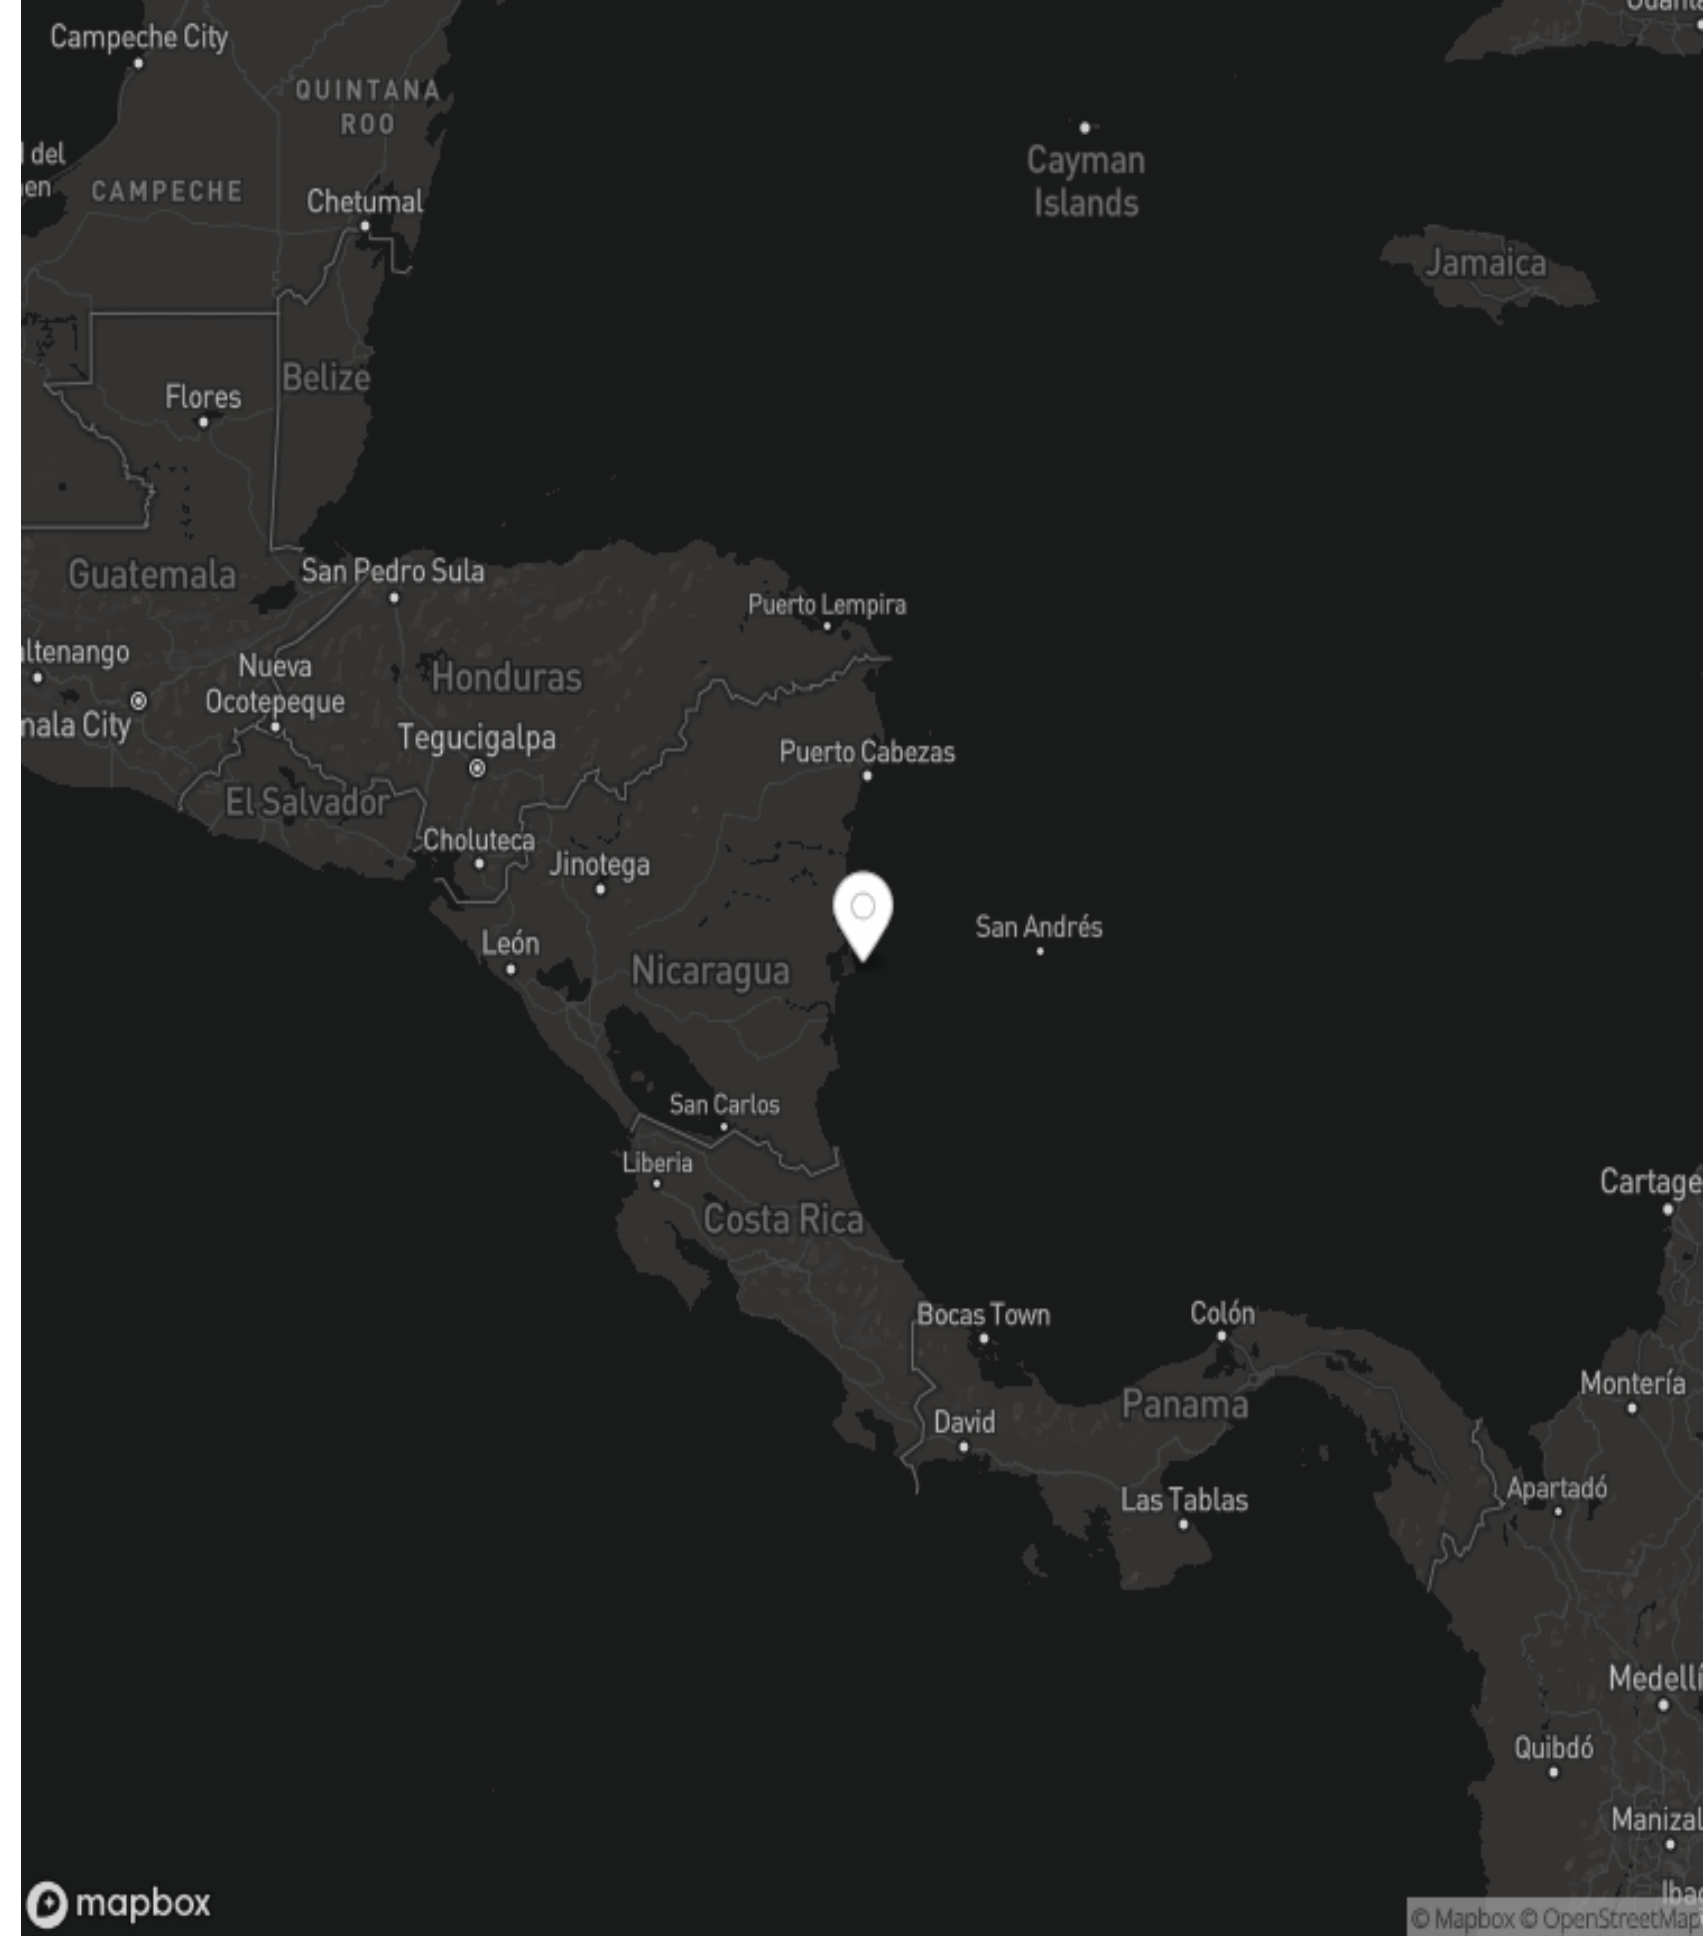 Campeche City
QUINTANA
ROO
Cayman
Islands
del
CAMPECHE
Chetumal
Jamaica
Belize
Flores
Guatemala
San Pedro Sula
Puerto Lempira
ltenango
Nueva
Ocotepeque
Honduras
mala City
Tegucigalpa
Puerto Cabezas
El Salvador
Choluteca
Jinotega
San Andrés
León
Nicaragua
San Carlos
Liberia
Cartage
Costa Rica
Bocas Town
Colón
Montería
Panama
David
Apartadó
Las Tablas
Medellí
Quibdó
Manizal
Ibag
mapbox
© Mapbox © OpenStreetMap